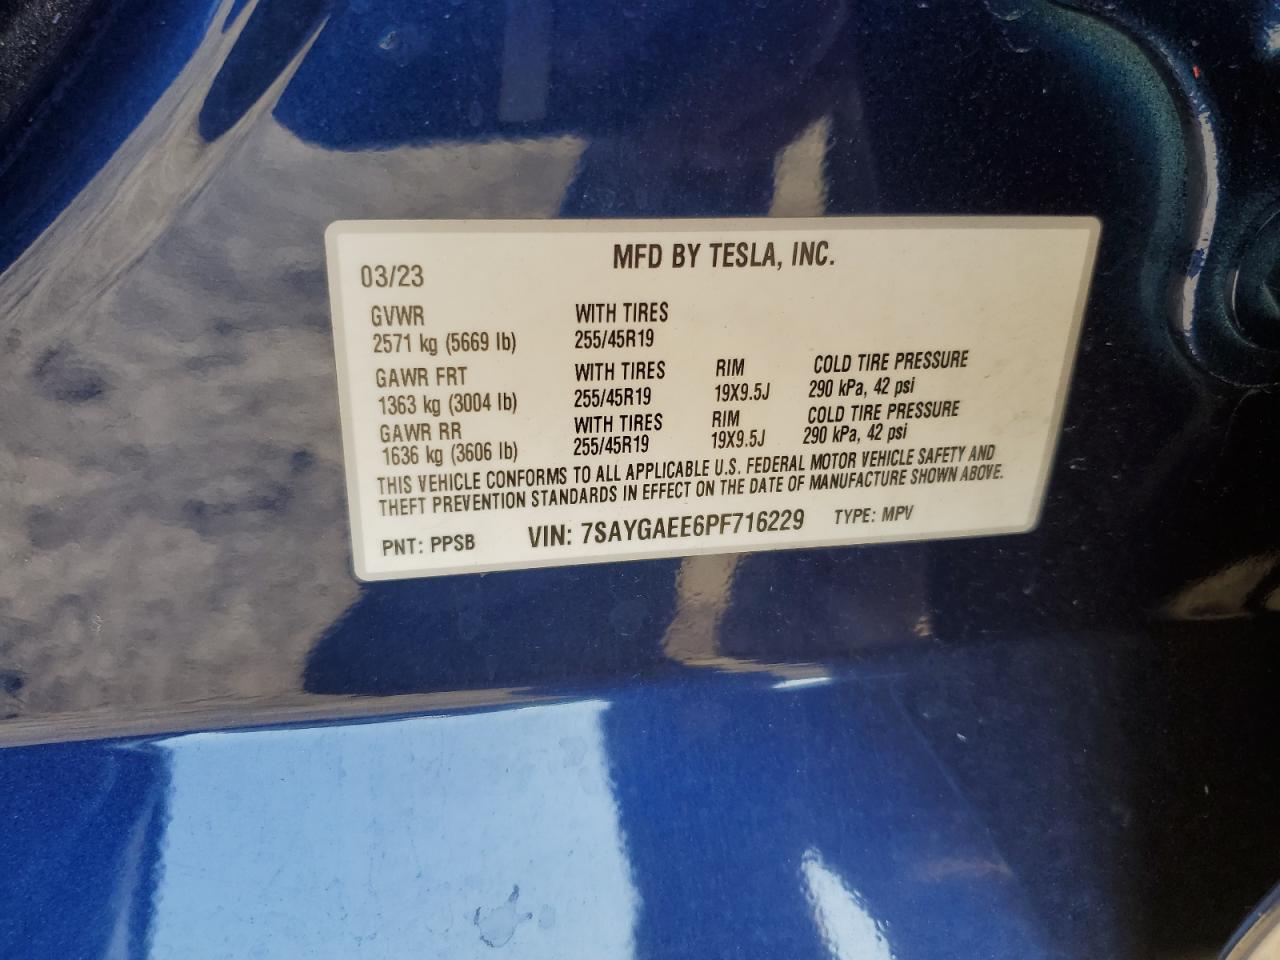 MFD BY TESLA, INC.
03/23
GVWR WITH TIRES
2571 kg (5669 lb) 255/45R19
GAWR FRT WITH TIRES RIM COLD TIRE PRESSURE
1363 kg (3004 lb) 255/45R19 19X9.5J 290 kPa, 42 psi
GAWR RR WITH TIRES RIM COLD TIRE PRESSURE
1636 kg (3606 lb) 255/45R19 19X9.5J 290 kPa, 42 psi
THIS VEHICLE CONFORMS TO ALL APPLICABLE U.S. FEDERAL MOTOR VEHICLE SAFETY AND
THEFT PREVENTION STANDARDS IN EFFECT ON THE DATE OF MANUFACTURE SHOWN ABOVE.
PNT: PPSB VIN: 7SAYGAEE6PF716229 TYPE: MPV